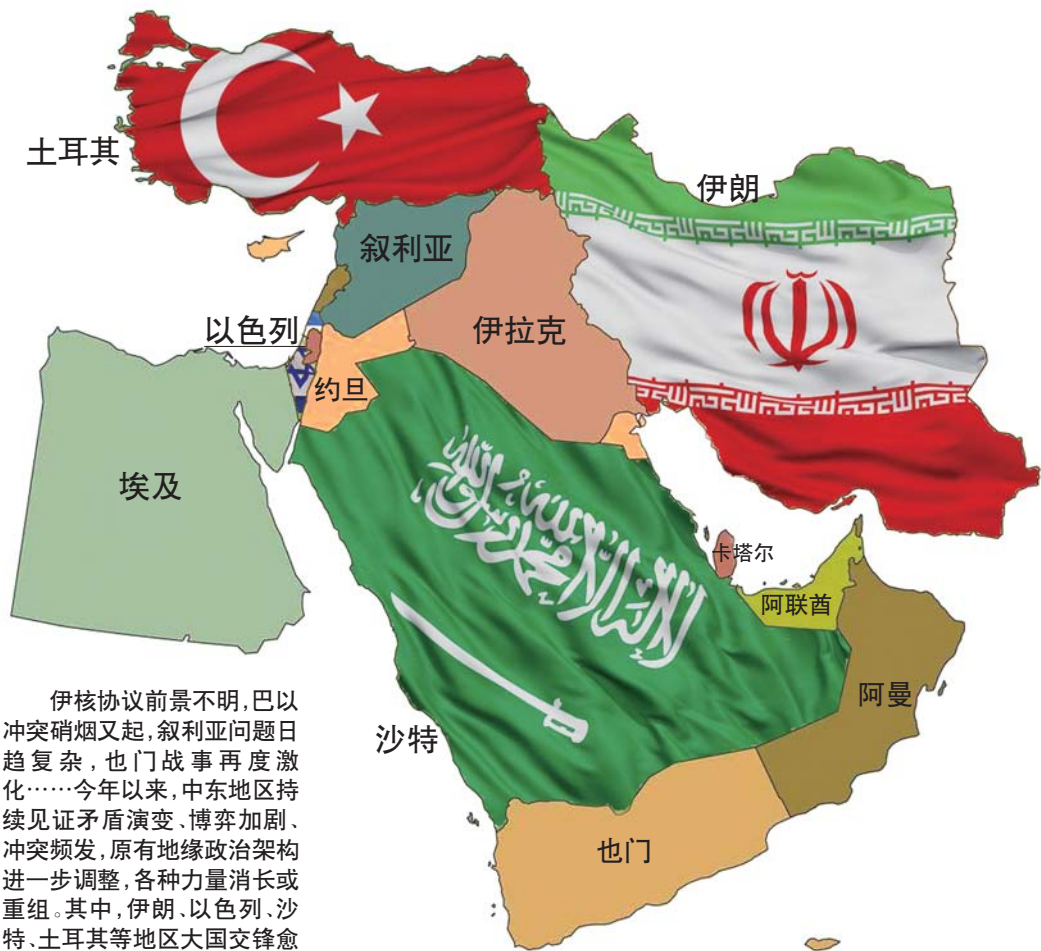 土耳其
伊朗
叙利亚
以色列
伊拉克
约旦
埃及
卡塔尔
阿联酋
阿曼
沙特
也门
伊核协议前景不明,巴以
冲突硝烟又起,叙利亚问题日
趋复杂,也门战事再度激
化……今年以来,中东地区持
续见证矛盾演变、博弈加剧、
冲突频发,原有地缘政治架构
进一步调整,各种力量消长或
重组。其中,伊朗、以色列、沙
特、土耳其等地区大国交锋愈